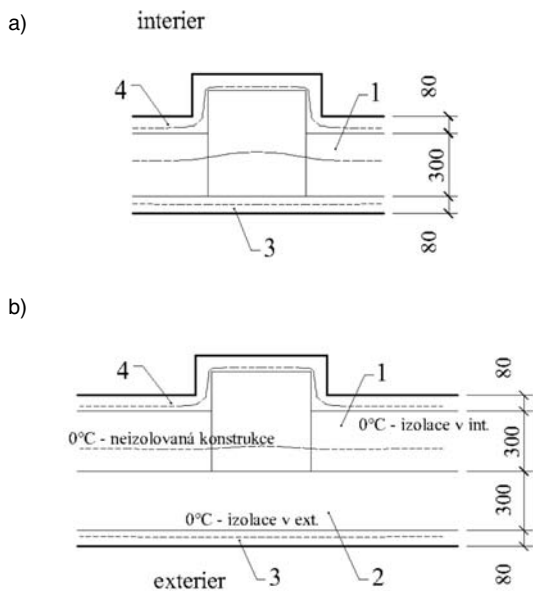 a)
interier
4
1
80
300
3
80
b)
4
1
80
0°C - neizolovaná konstrukce
0°C - izolace v int.
300
300
0°C - izolace v ext.
exterier
3
2
80